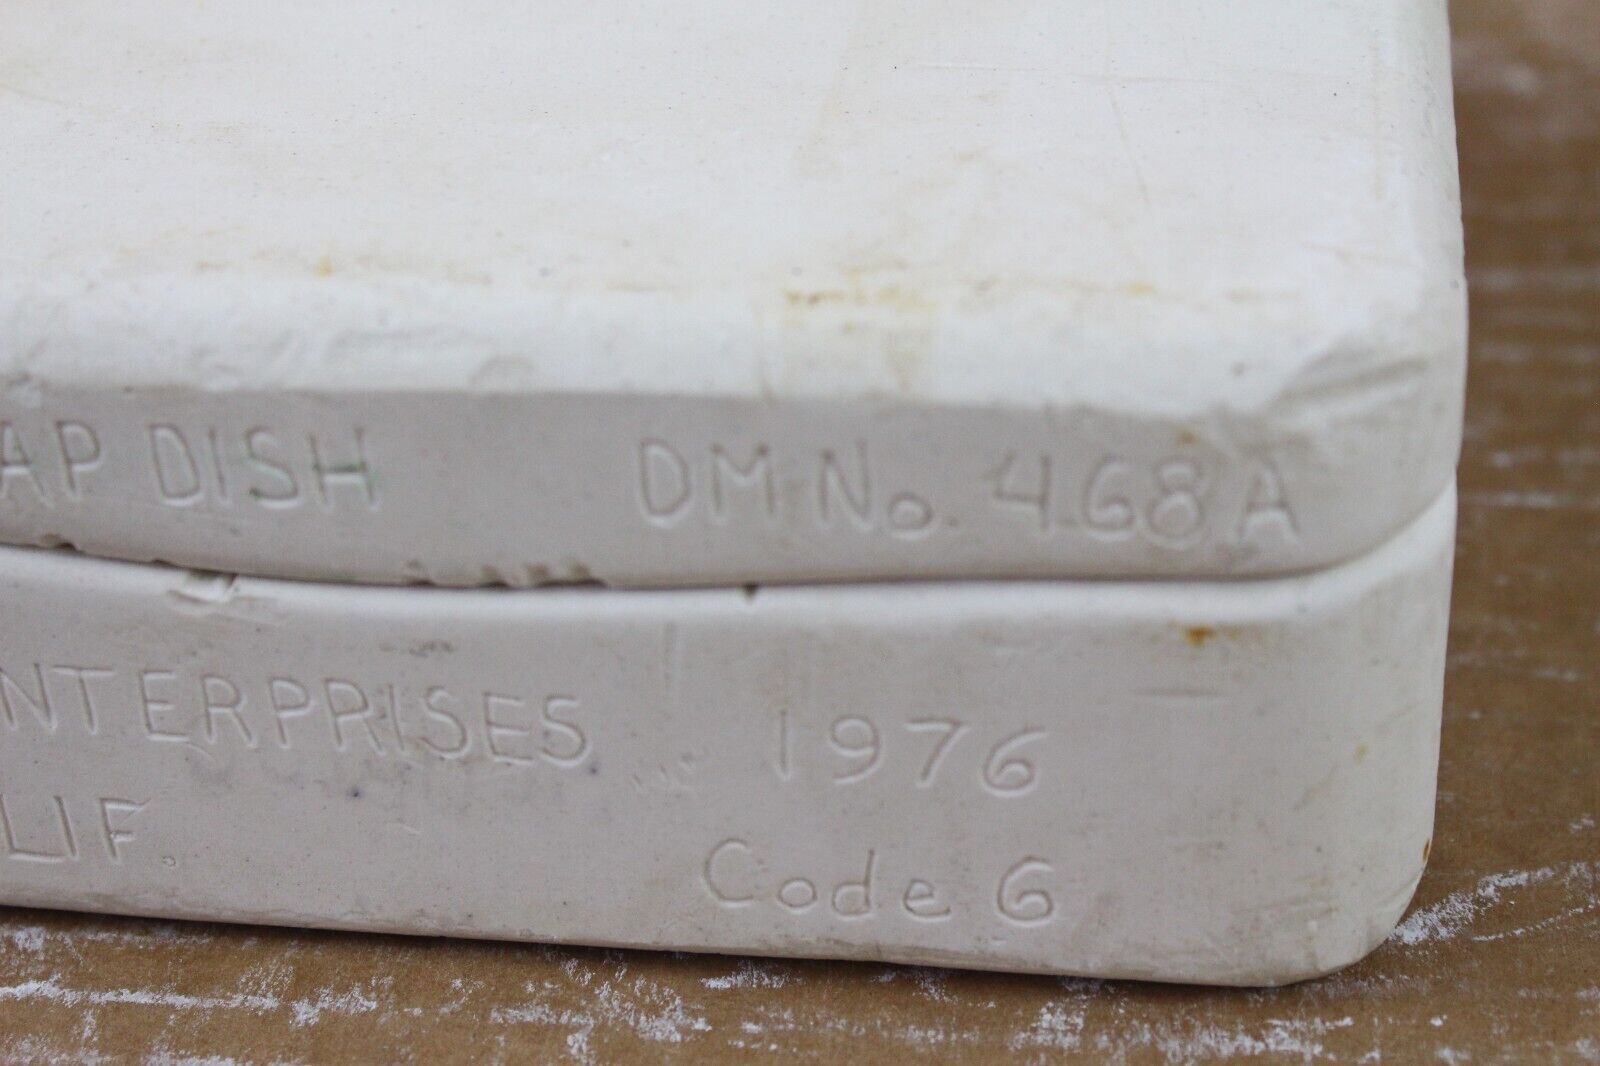 AP DISH DM No. 468A
NTERPRISES 1976
LIF. Code 6